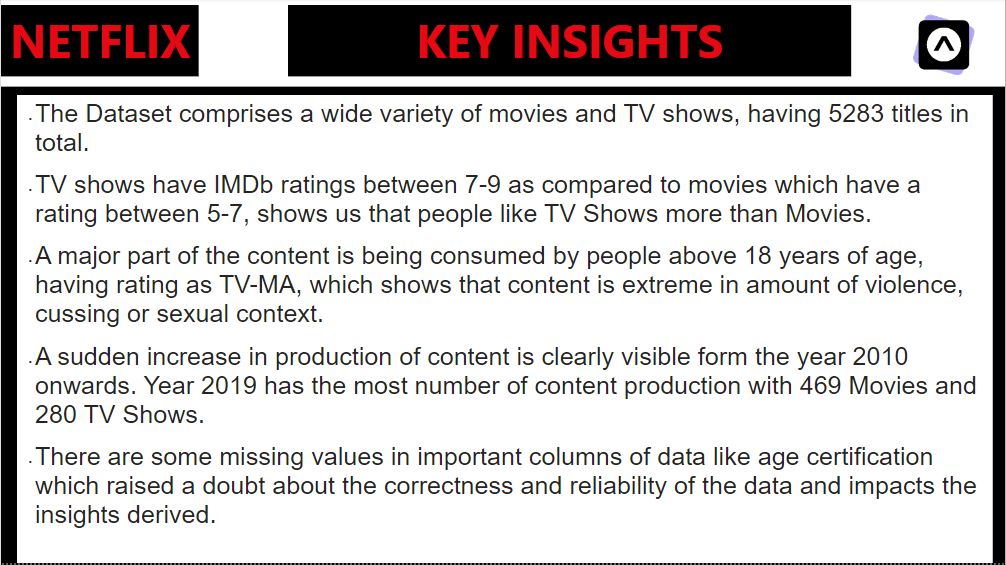 NETFLIX
KEY INSIGHTS
.The Dataset comprises a wide variety of movies and TV shows, having 5283 titles in
total.
.TV shows have IMDb ratings between 7-9 as compared to movies which have a
rating between 5-7, shows us that people like TV Shows more than Movies.
.A major part of the content is being consumed by people above 18 years of age,
having rating as TV-MA, which shows that content is extreme in amount of violence,
cussing or sexual context.
.A sudden increase in production of content is clearly visible form the year 2010
onwards. Year 2019 has the most number of content production with 469 Movies and
280 TV Shows.
.There are some missing values in important columns of data like age certification
which raised a doubt about the correctness and reliability of the data and impacts the
insights derived.